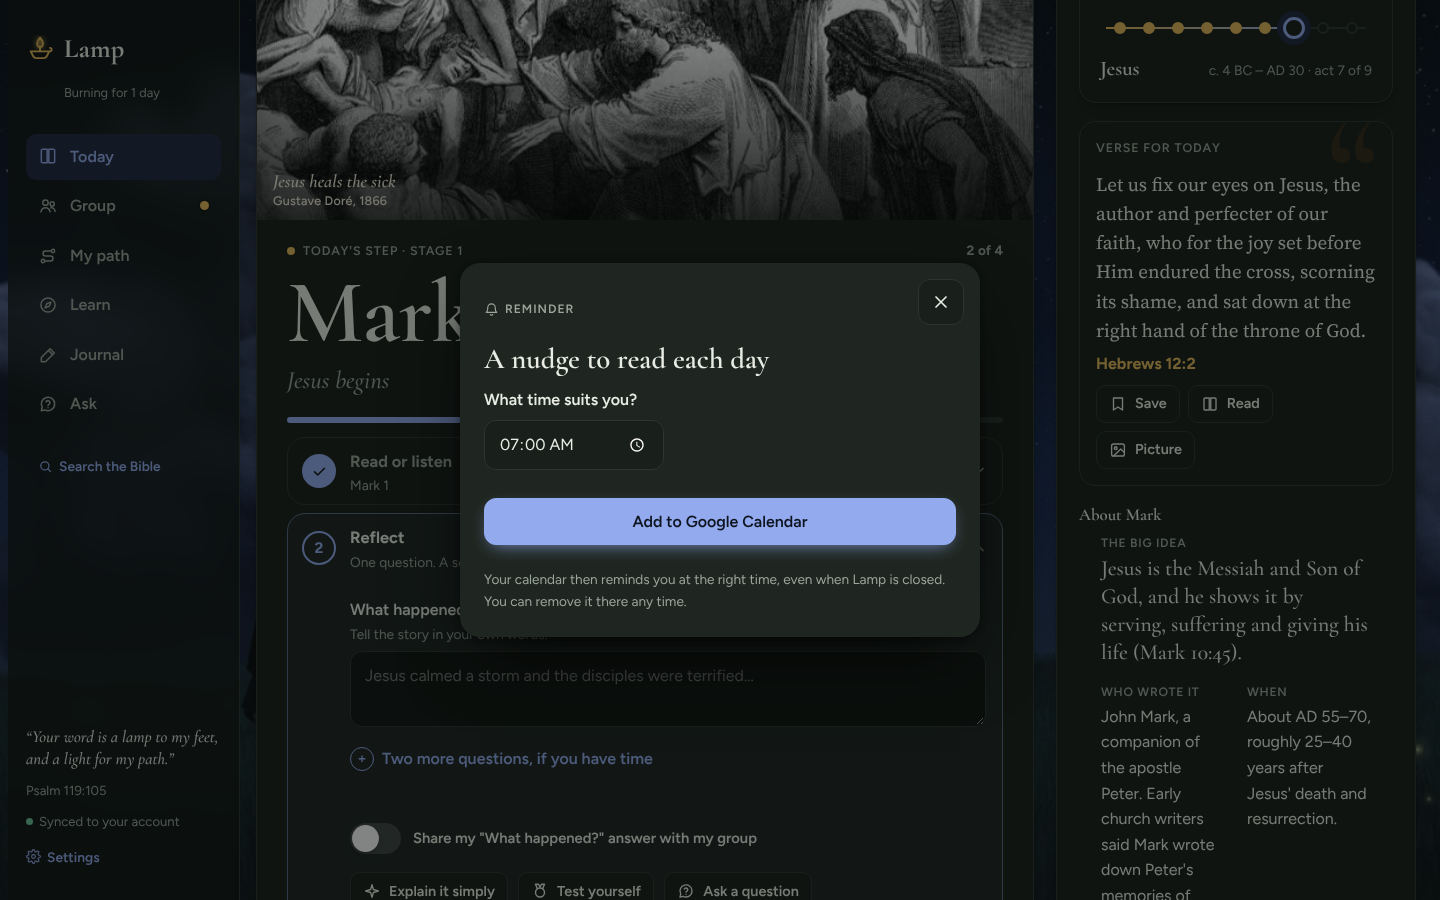 Lamp
Burning for 1 day
Today
Group
My path
Learn
Journal
Ask
Search the Bible
“Your word is a lamp to my feet,
and a light for my path.”
Psalm 119:105
Synced to your account
Settings
Jesus heals the sick
Gustave Doré, 1866
TODAY'S STEP · STAGE 1
2 of 4
Mark
Jesus begins
Read or listen
Mark 1
2
Reflect
One question. A s
What happened
Tell the story in your own words.
Jesus calmed a storm and the disciples were terrified...
+ Two more questions, if you have time
Share my "What happened?" answer with my group
Explain it simply
Test yourself
Ask a question
REMINDER
A nudge to read each day
What time suits you?
07:00 AM
Add to Google Calendar
Your calendar then reminds you at the right time, even when Lamp is closed.
You can remove it there any time.
Jesus
c. 4 BC – AD 30 · act 7 of 9
VERSE FOR TODAY
“
Let us fix our eyes on Jesus, the
author and perfecter of our
faith, who for the joy set before
Him endured the cross, scorning
its shame, and sat down at the
right hand of the throne of God.
Hebrews 12:2
Save
Read
Picture
About Mark
THE BIG IDEA
Jesus is the Messiah and Son of
God, and he shows it by
serving, suffering and giving his
life (Mark 10:45).
WHO WROTE IT
John Mark, a
companion of
the apostle
Peter. Early
church writers
said Mark wrote
down Peter's
memories of
WHEN
About AD 55–70,
roughly 25–40
years after
Jesus' death and
resurrection.